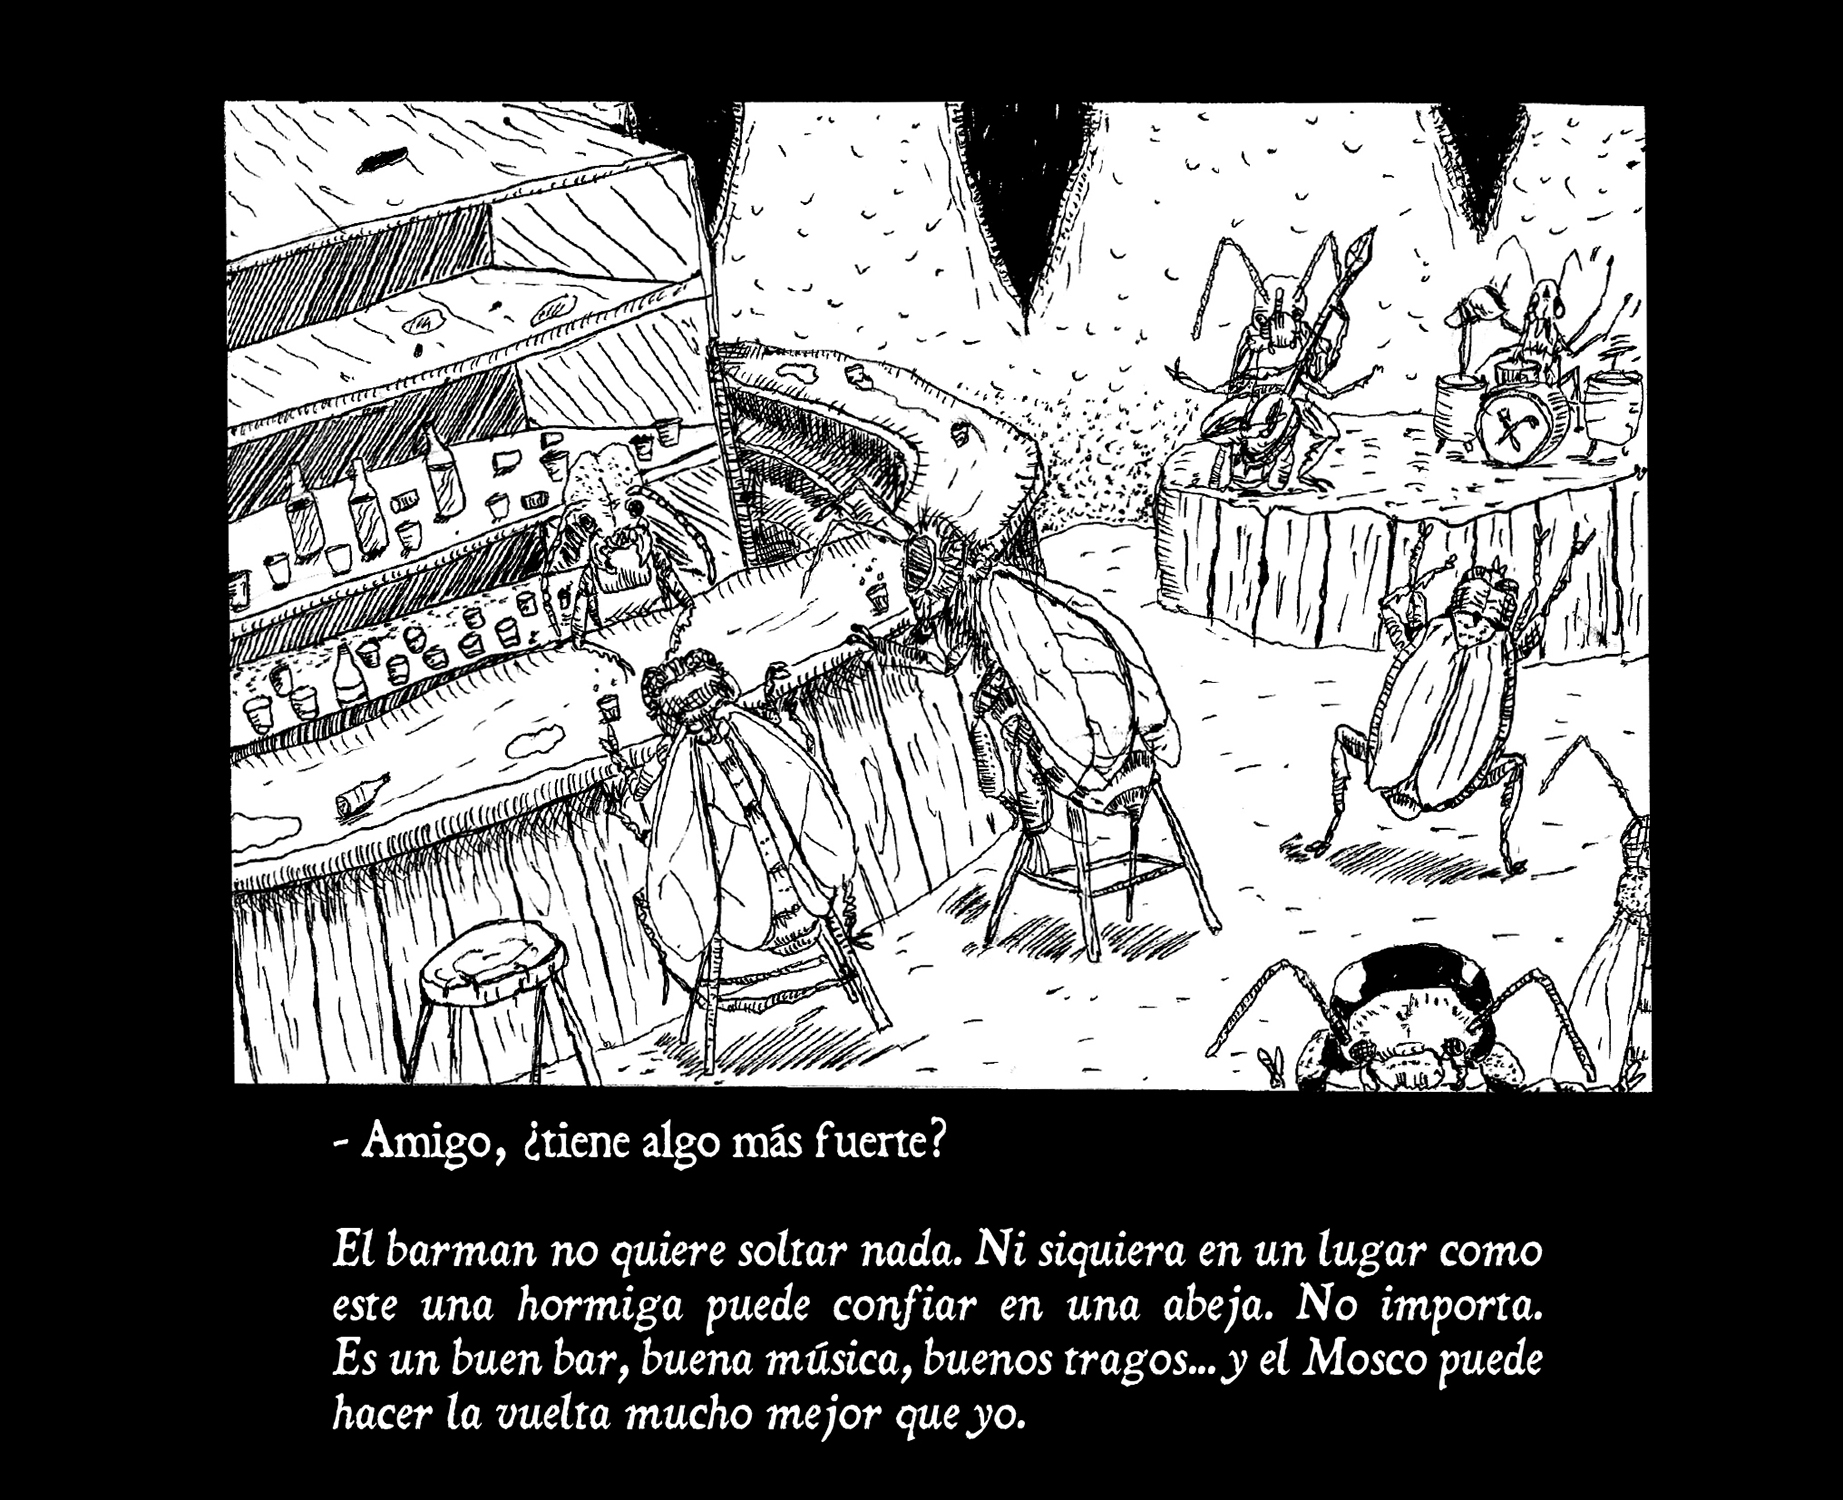 - Amigo, ¿tiene algo más fuerte?
El barman no quiere soltar nada. Ni siquiera en un lugar como
este una hormiga puede confiar en una abeja. No importa.
Es un buen bar, buena música, buenos tragos... y el Mosco puede
hacer la vuelta mucho mejor que yo.